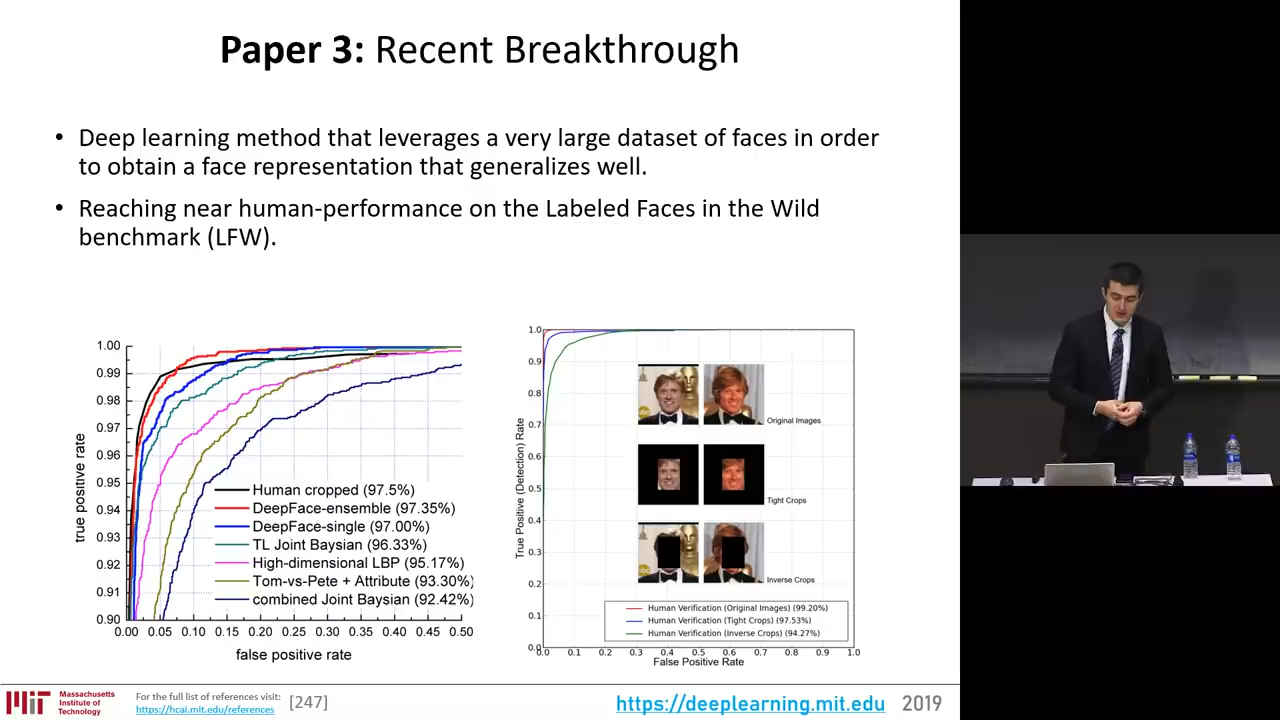 Paper 3: Recent Breakthrough
• Deep learning method that leverages a very large dataset of faces in order
to obtain a face representation that generalizes well.
• Reaching near human-performance on the Labeled Faces in the Wild
benchmark (LFW).
1.00
0.99
0.98
0.97
0.96
0.95
0.94
0.93
0.92
0.91
0.90
true positive rate
Human cropped (97.5%)
DeepFace-ensemble (97.35%)
DeepFace-single (97.00%)
TL Joint Baysian (96.33%)
High-dimensional LBP (95.17%)
Tom-vs-Pete + Attribute (93.30%)
combined Joint Baysian (92.42%)
0.00 0.05 0.10 0.15 0.20 0.25 0.30 0.35 0.40 0.45 0.50
false positive rate
1.0
0.9
0.8
0.7
0.6
0.5
0.4
0.3
0.2
0.1
0.0
True Positive (Detection) Rate
Original Images
Tight Crops
Inverse Crops
Human Verification (Original Images) (99.20%)
Human Verification (Tight Crops) (97.53%)
Human Verification (Inverse Crops) (94.27%)
0.0 0.1 0.2 0.3 0.4 0.5 0.6 0.7 0.8 0.9 1.0
False Positive Rate
Massachusetts
Institute of
Technology
For the full list of references visit:
https://hcai.mit.edu/references
[247]
https://deeplearning.mit.edu 2019